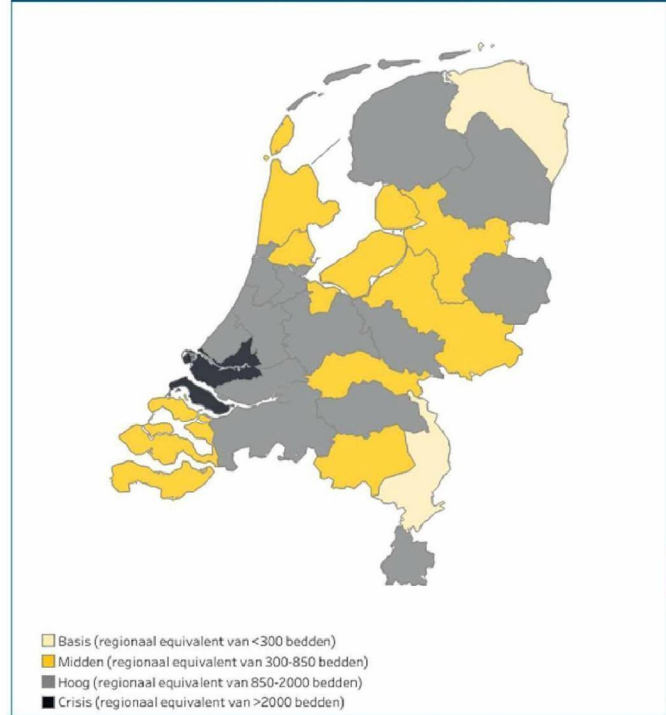 Basis (regionaal equivalent van <300 bedden)
Midden (regionaal equivalent van 300-850 bedden)
Hoog (regionaal equivalent van 850-2000 bedden)
Crisis (regionaal equivalent van >2000 bedden)